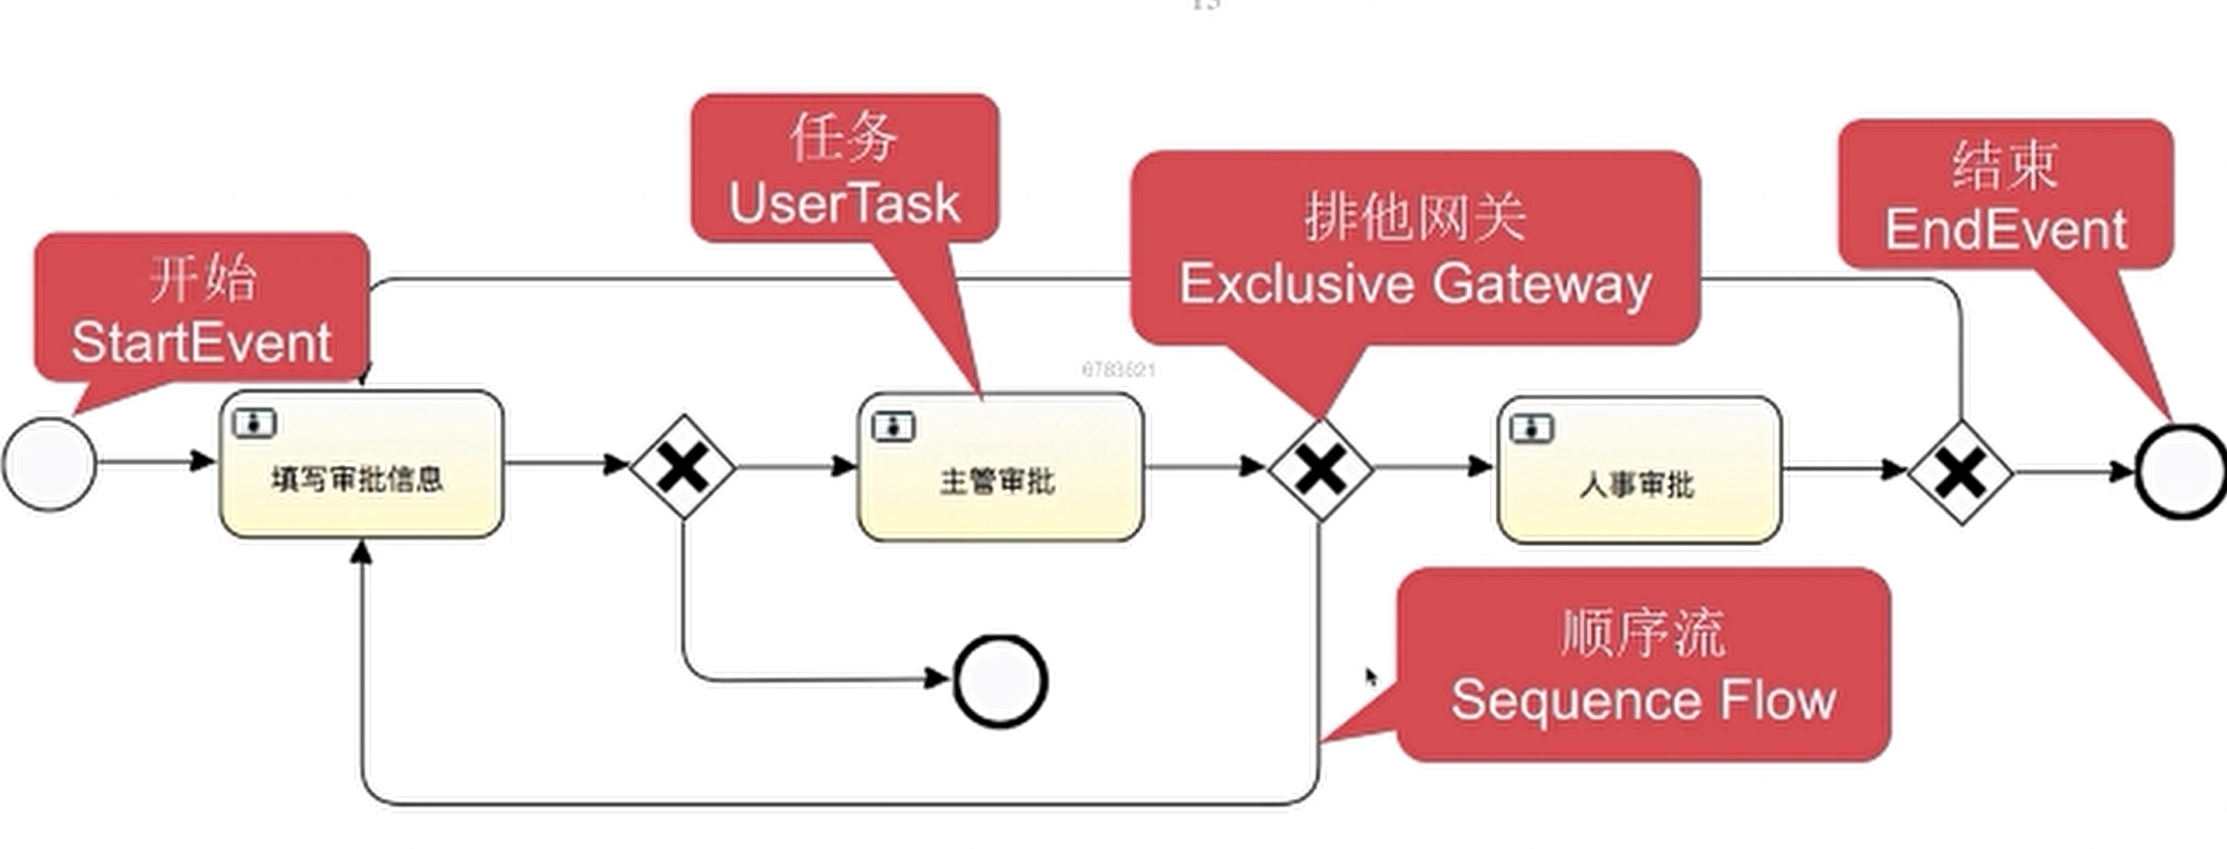 任务
UserTask
排他网关
Exclusive Gateway
结束
EndEvent
开始
StartEvent
6783521
填写审批信息
主管审批
人事审批
顺序流
Sequence Flow